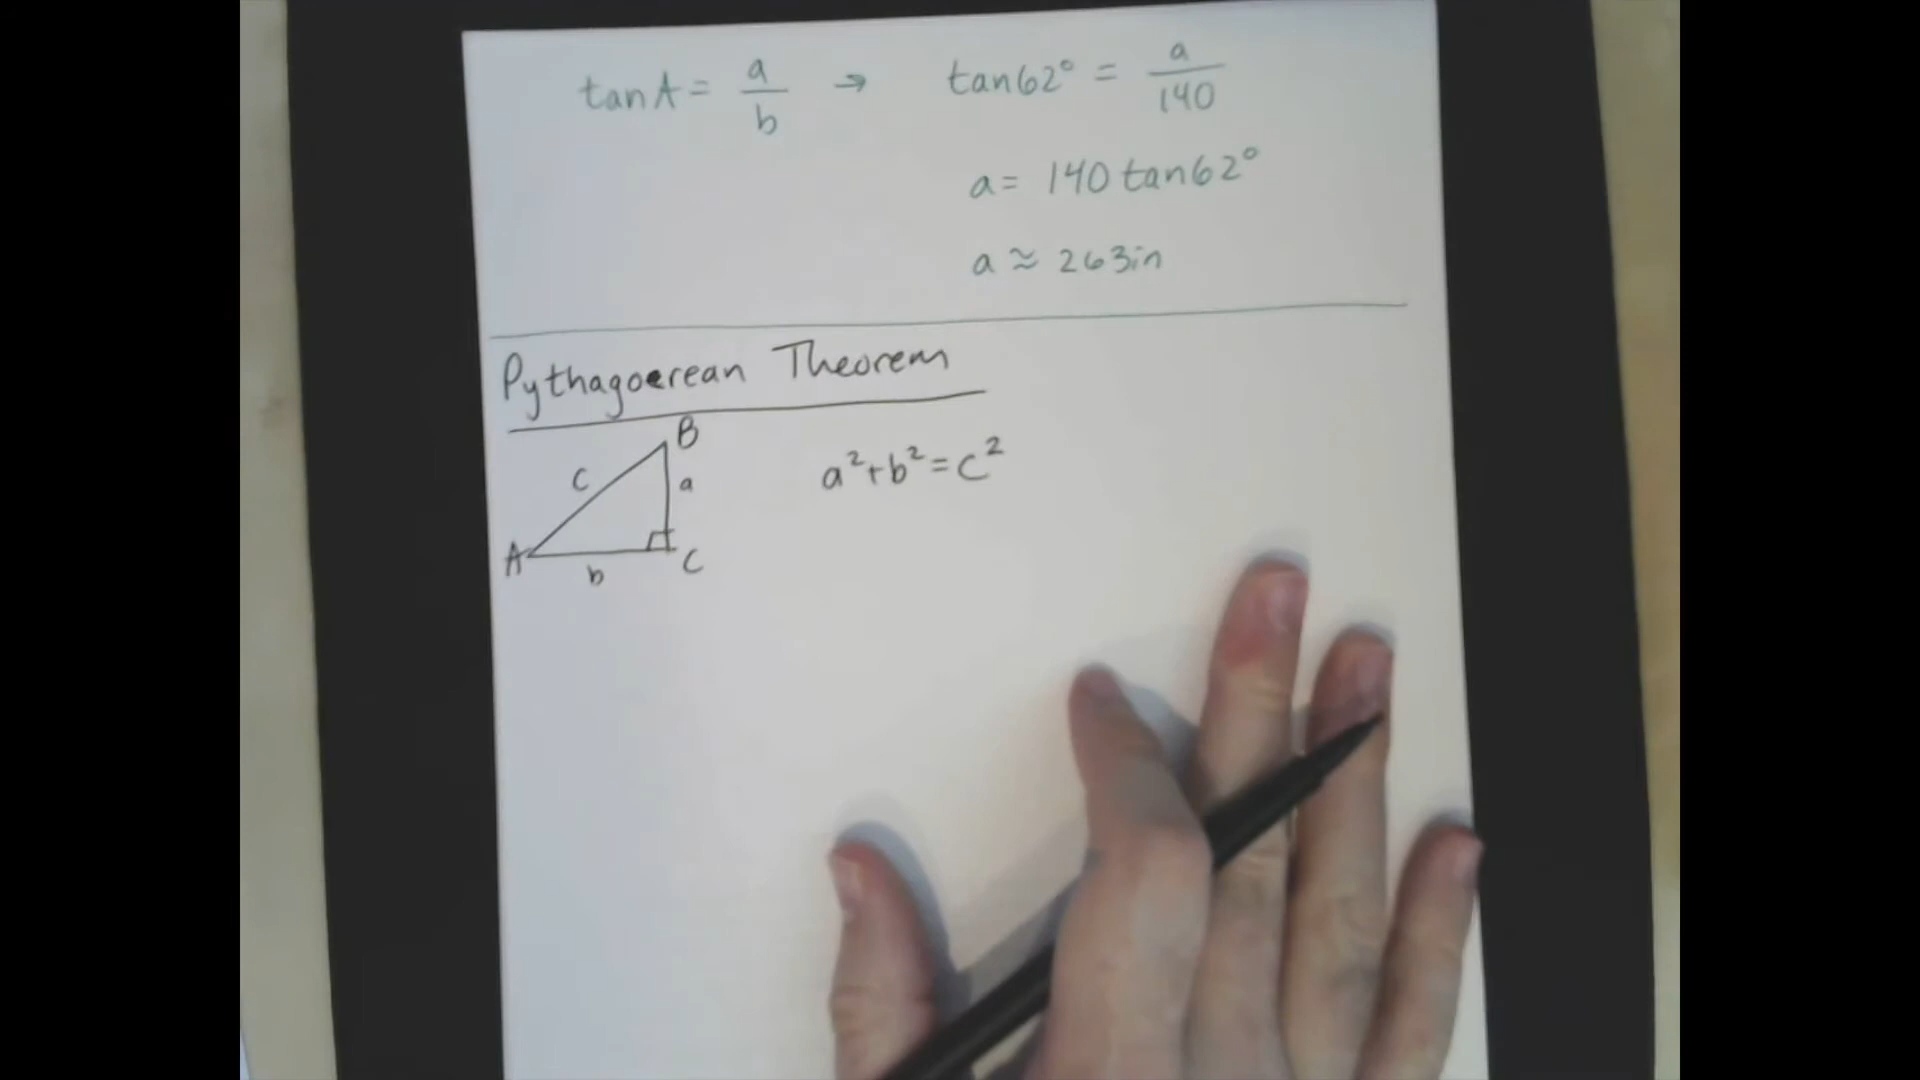 tanA = a/b → tan62° = a/140
a = 140 tan62°
a ≈ 263in
Pythagoerean Theorem
B
c
a
a²+b²=c²
A
b
C